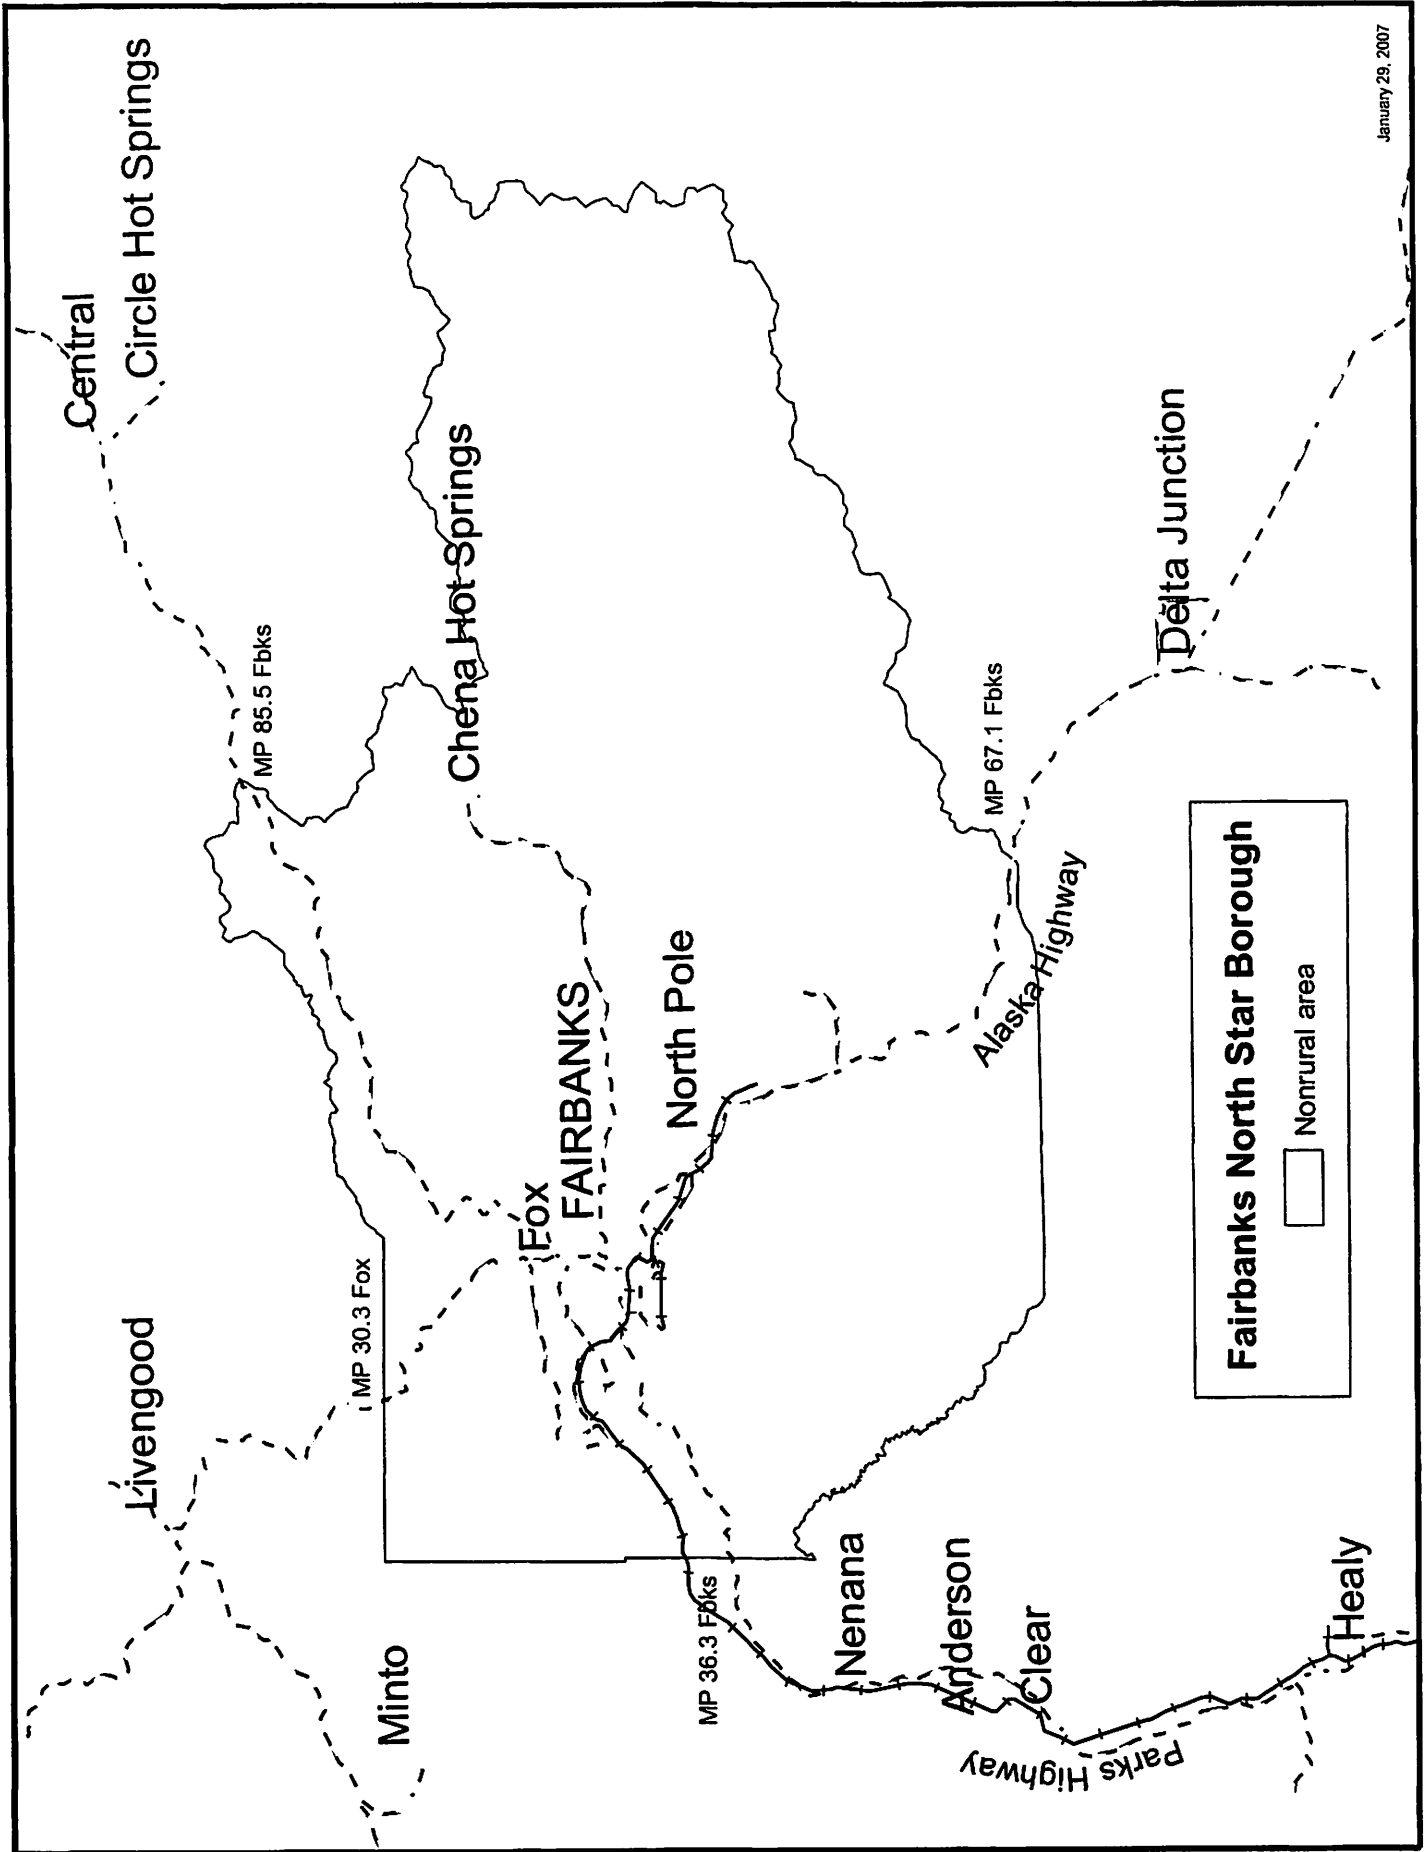 Central
Circle Hot Springs
Livengood
MP 85.5 Fbks
MP 30.3 Fox
Minto
Chena Hot Springs
Fox
FAIRBANKS
North Pole
MP 36.3 Fbks
Nenana
Anderson
Clear
Parks Highway
Healy
MP 67.1 Fbks
Alaska Highway
Delta Junction
Fairbanks North Star Borough
Nonrural area
January 29, 2007